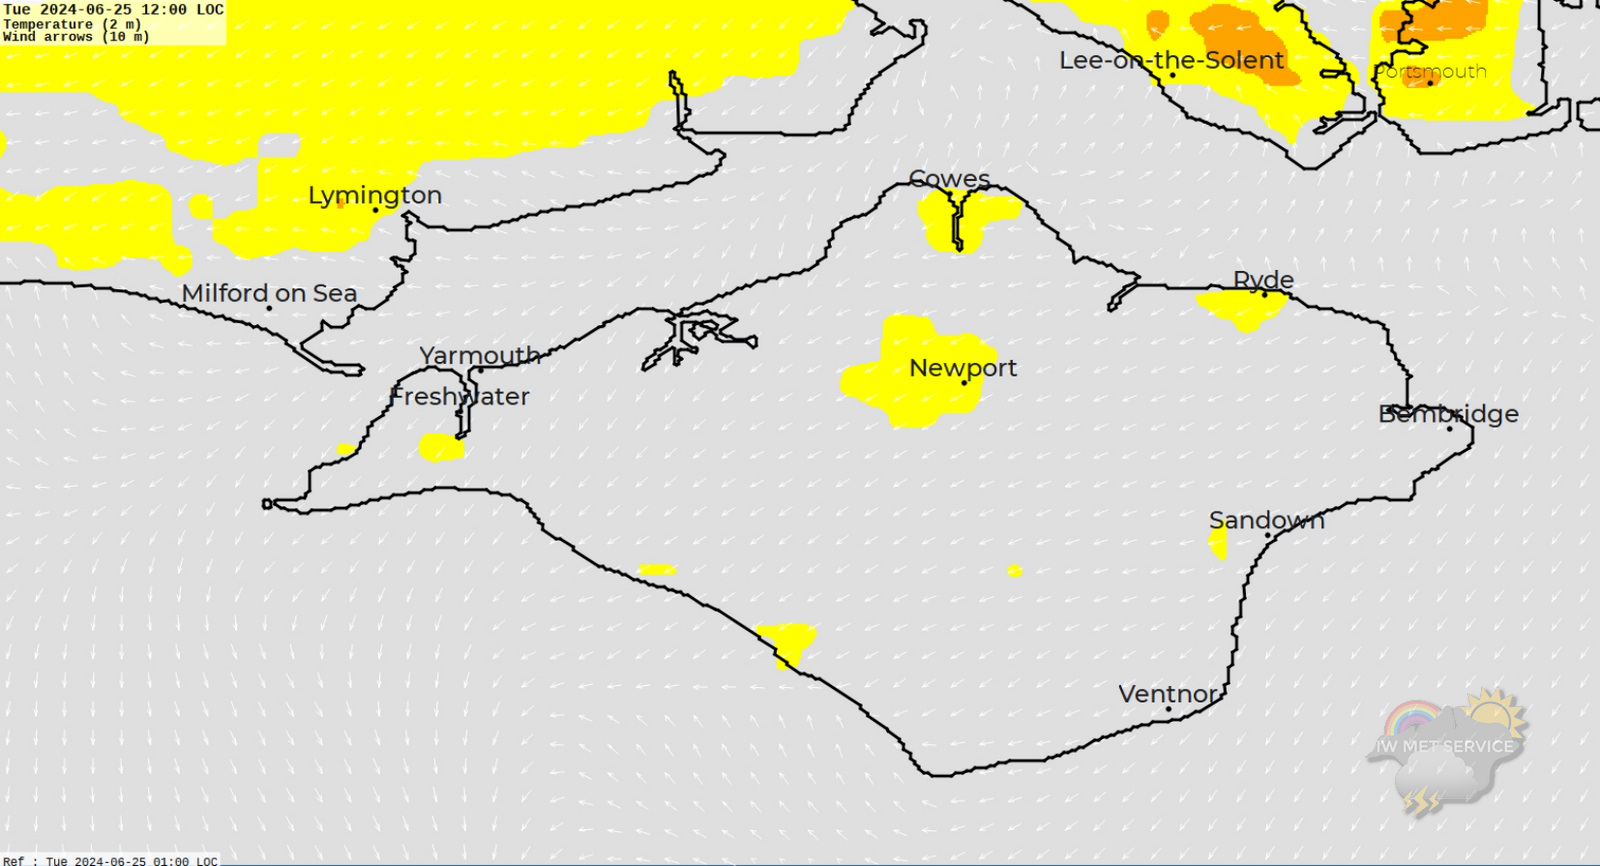 Tue 2024-06-25 12:00 LOC
Temperature (2 m)
Wind arrows (10 m)
Lee-on-the-Solent
Portsmouth
Cowes
Lymington
Ryde
Milford on Sea
Yarmouth
Newport
Freshwater
Bembridge
Sandown
Ventnor
IW MET SERVICE
Ref : Tue 2024-06-25 01:00 LOC